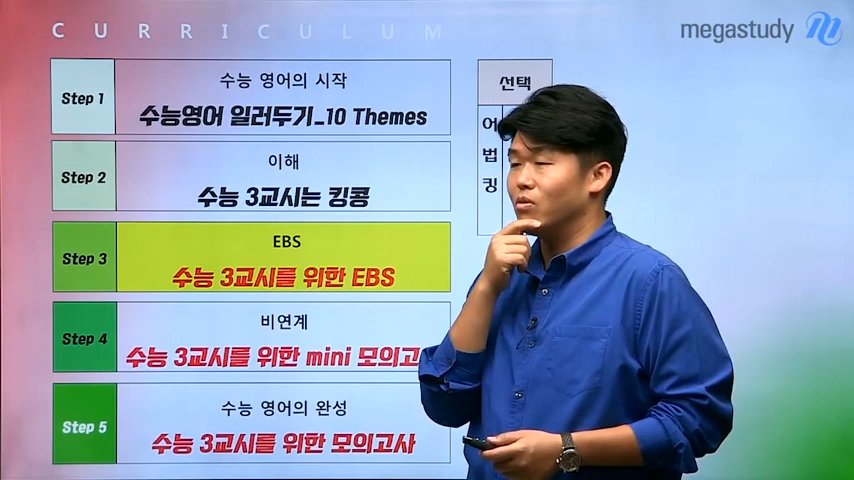 CURRICULUM
megastudy
Step 1
수능 영어의 시작
수능영어 일러두기_10 Themes
Step 2
이해
수능 3교시는 킹콩
Step 3
EBS
수능 3교시를 위한 EBS
Step 4
비연계
수능 3교시를 위한 mini 모의고
Step 5
수능 영어의 완성
수능 3교시를 위한 모의고사
선택
어
법
킹